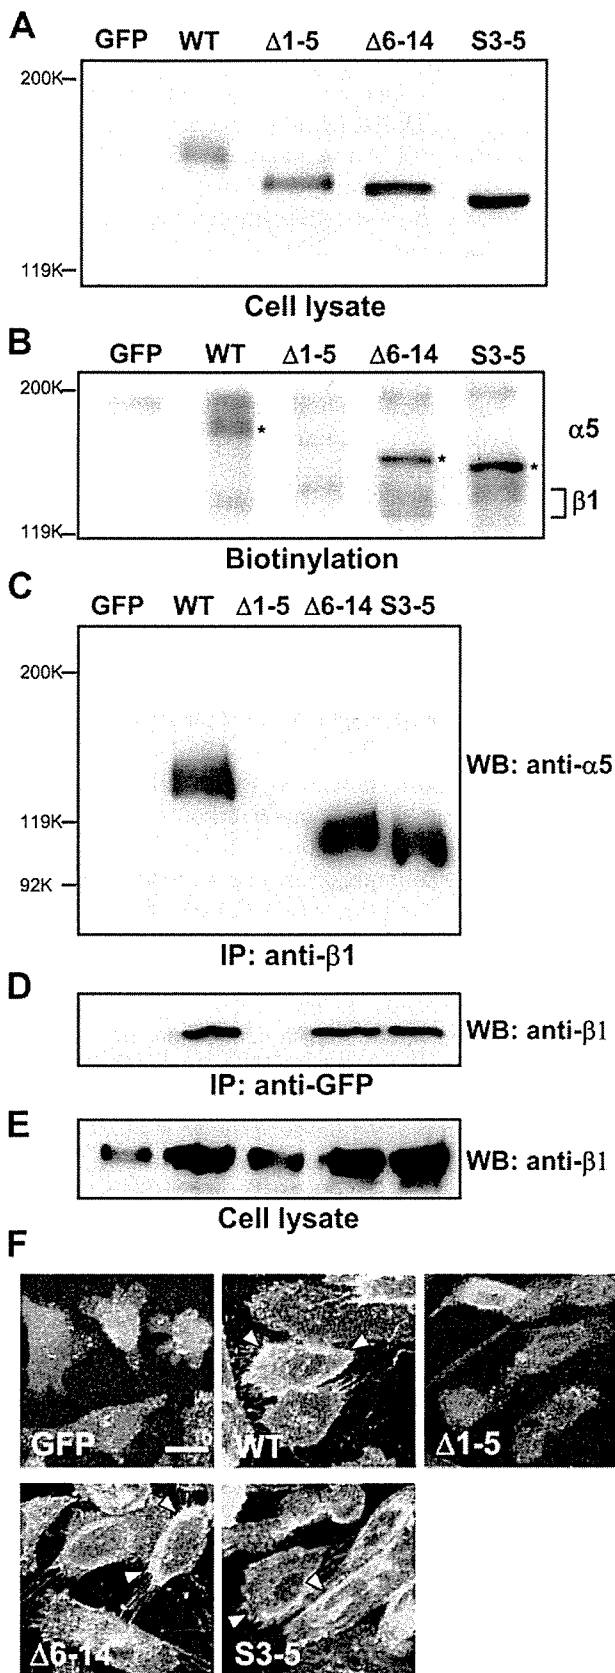 A
GFP WT Δ1-5 Δ6-14 S3-5
200K
119K
Cell lysate
B
GFP WT Δ1-5 Δ6-14 S3-5
200K
* * *
α5
β1
119K
Biotinylation
C
GFP WT Δ1-5 Δ6-14 S3-5
200K
WB: anti-α5
119K
92K
IP: anti-β1
D
WB: anti-β1
IP: anti-GFP
E
WB: anti-β1
Cell lysate
F
GFP WT Δ1-5
Δ6-14 S3-5